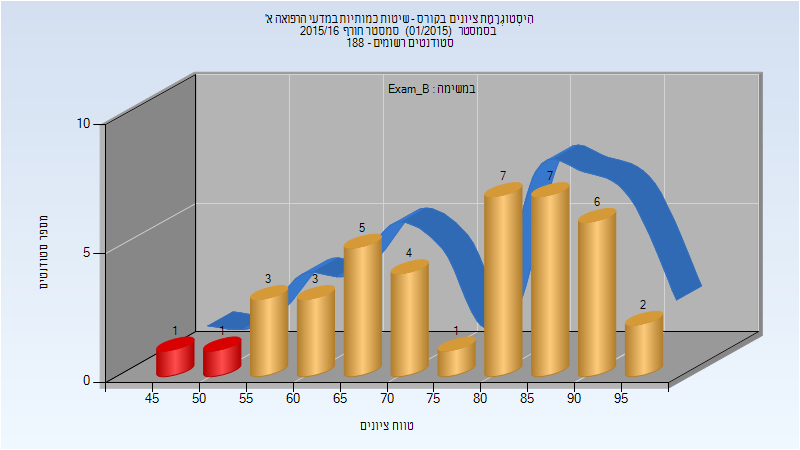 הִיסְטוֹגְרָמַת ציונים בקורס - שיטות כמותיות במדעי הרפואה א'
בסמסטר (01/2015) סמסטר חורף 2015/16
סטודנטים רשומים - 188
במשימה : Exam_B
מספר סטודנטים
10
5
0
1
1
3
3
5
4
1
7
7
6
2
45 50 55 60 65 70 75 80 85 90 95
טווח ציונים